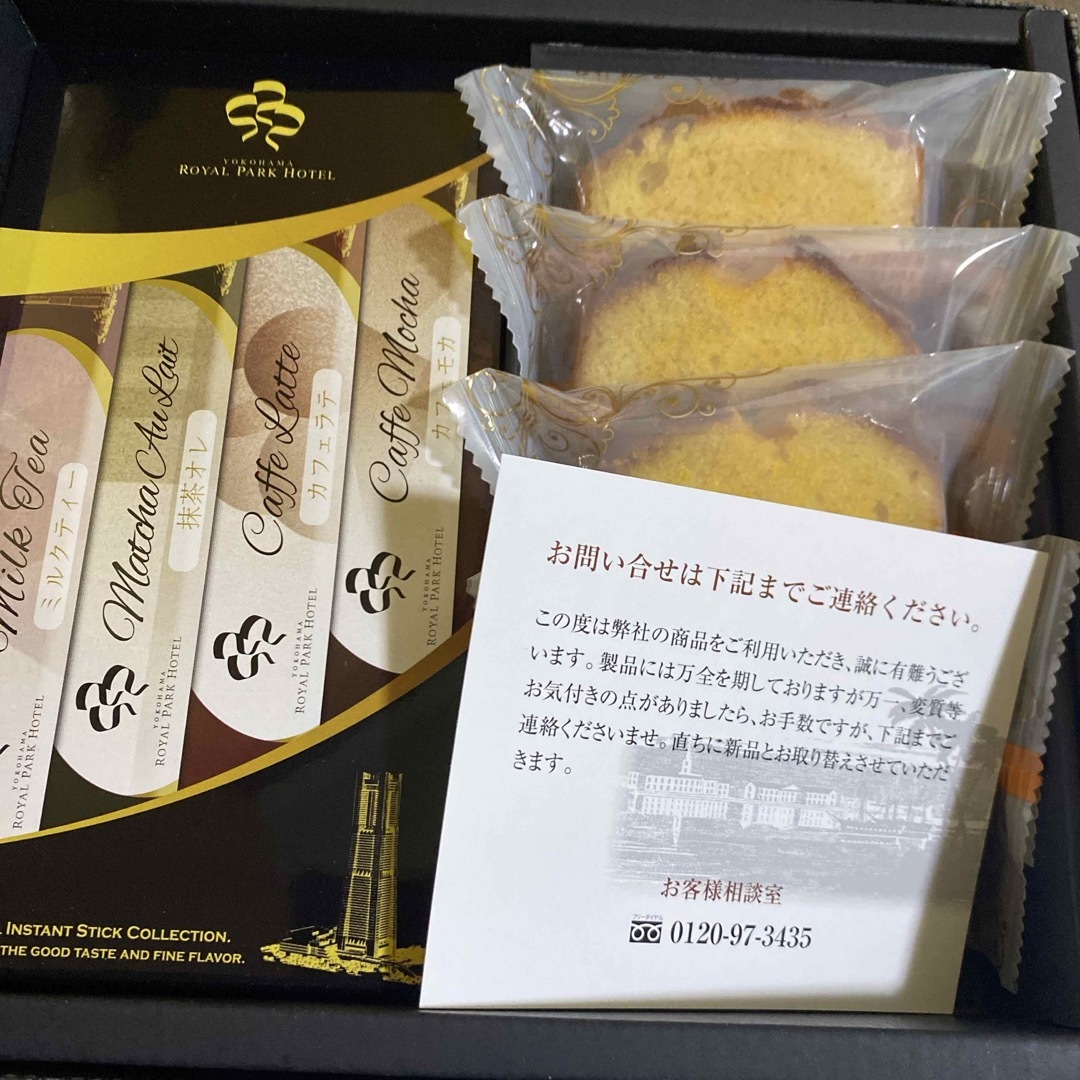 YOKOHAMA
ROYAL PARK HOTEL
Milk Tea
ミルクティー
YOKOHAMA
ROYAL PARK HOTEL
Matcha Au Lait
抹茶オレ
YOKOHAMA
ROYAL PARK HOTEL
Caffe Latte
カフェラテ
YOKOHAMA
ROYAL PARK HOTEL
Caffe Mocha
カフ
モカ
YOKOHAMA
ROYAL PARK HOTEL
INSTANT STICK COLLECTION.
THE GOOD TASTE AND FINE FLAVOR.
お問い合せは下記までご連絡ください。
この度は弊社の商品をご利用いただき、誠に有難うござ
います。製品には万全を期しておりますが万一、変質等
お気付きの点がありましたら、お手数ですが、下記までご
連絡くださいませ。直ちに新品とお取り替えさせていただ
きます。
お客様相談室
フリーダイヤル
0120-97-3435